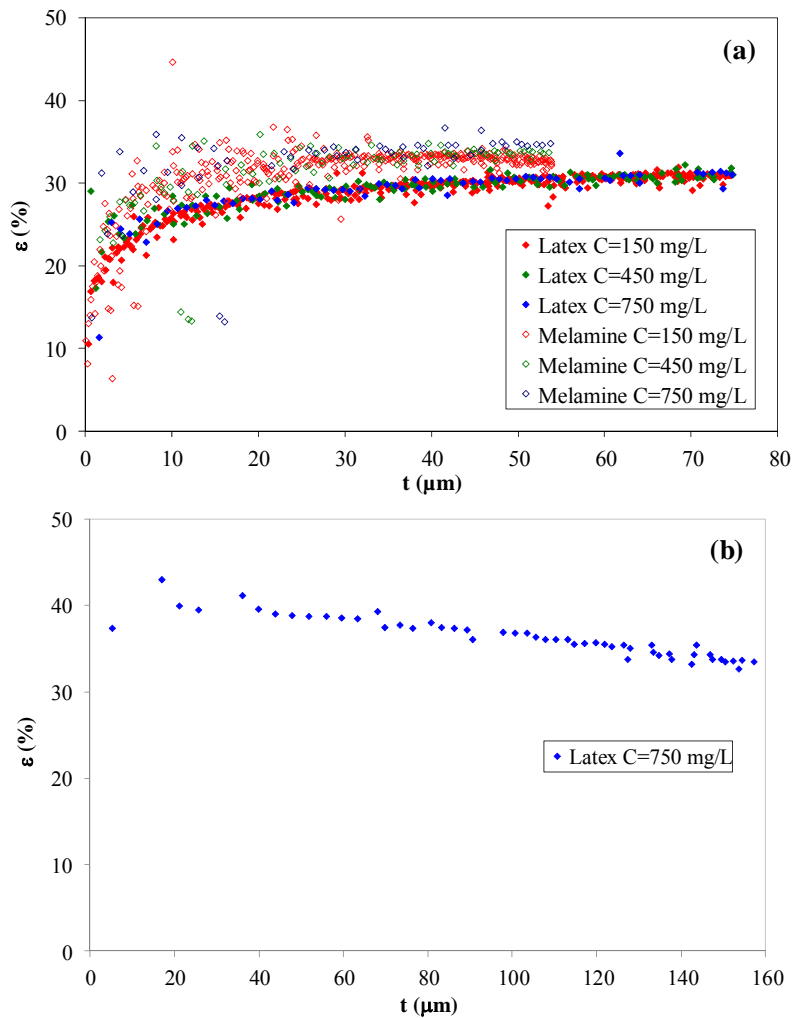 50
(a)
40
30
ε (%)
20
10
0
Latex C=150 mg/L
Latex C=450 mg/L
Latex C=750 mg/L
Melamine C=150 mg/L
Melamine C=450 mg/L
Melamine C=750 mg/L
0 10 20 30 40 50 60 70 80
t (µm)
50
(b)
40
30
ε (%)
20
10
0
Latex C=750 mg/L
0 20 40 60 80 100 120 140 160
t (µm)